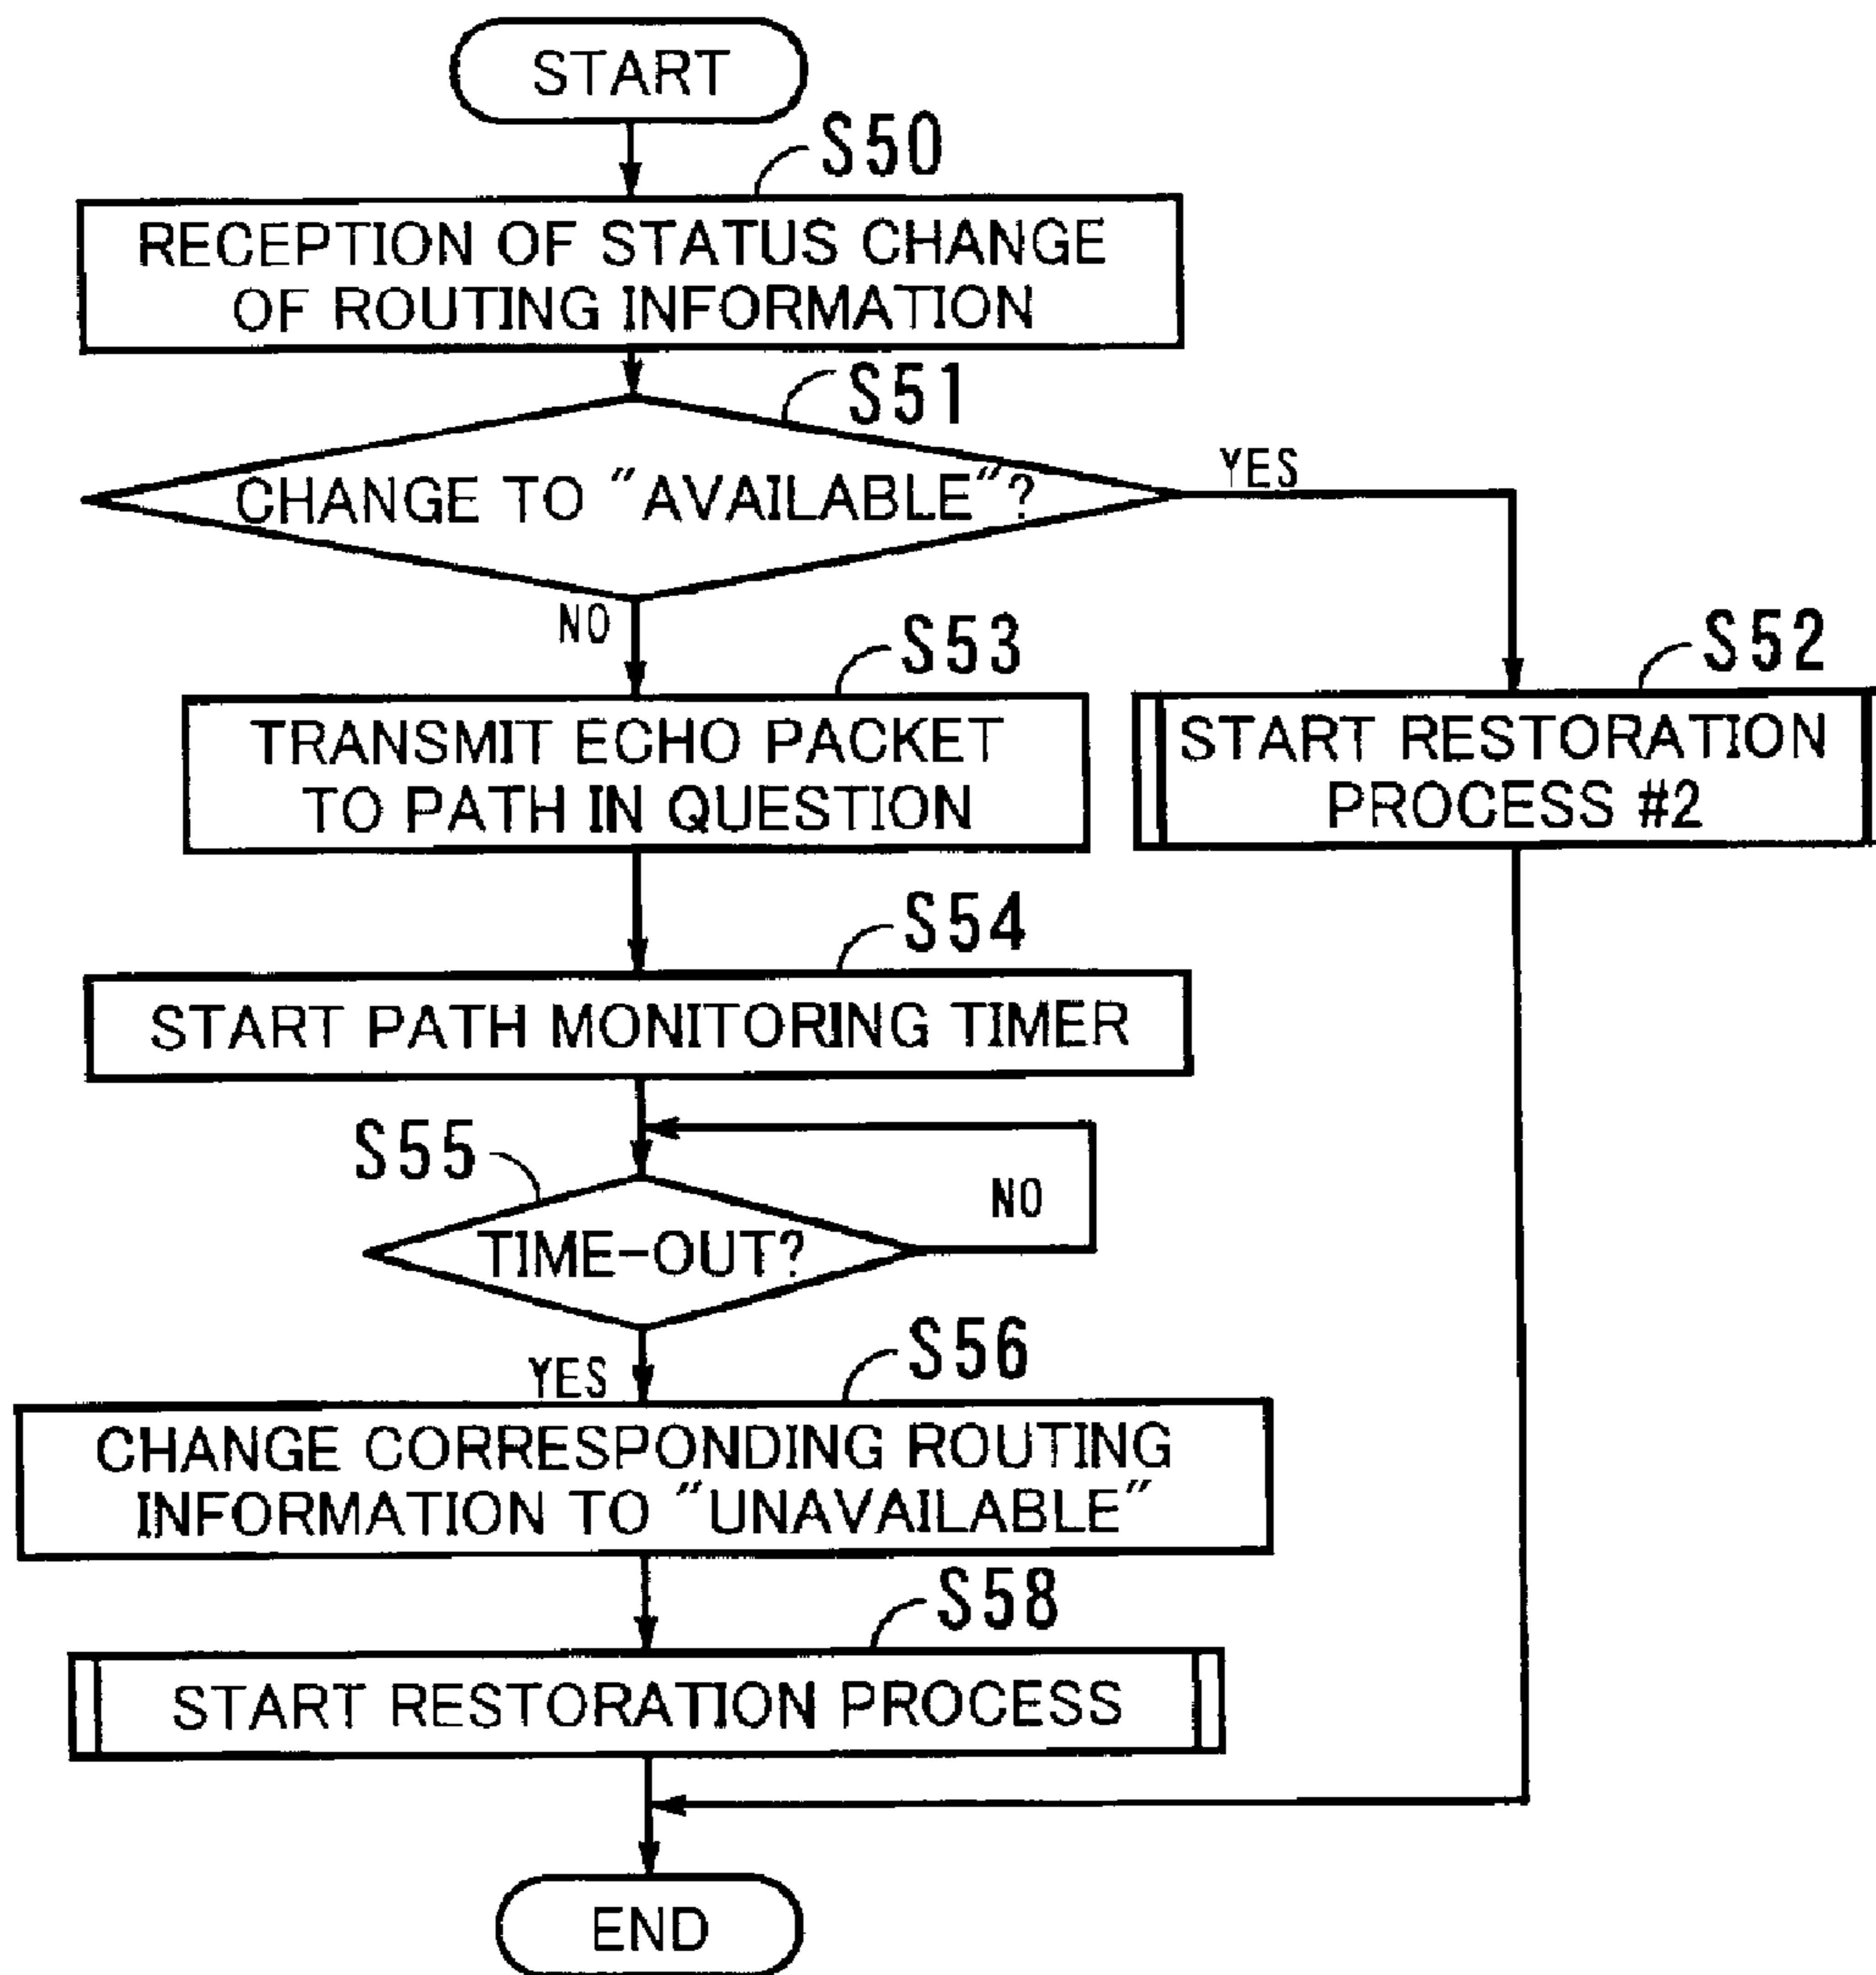 START
S50
RECEPTION OF STATUS CHANGE
OF ROUTING INFORMATION
S51
CHANGE TO "AVAILABLE"?
YES
NO
S53
S52
TRANSMIT ECHO PACKET
TO PATH IN QUESTION
START RESTORATION
PROCESS #2
S54
START PATH MONITORING TIMER
S55
NO
TIME-OUT?
YES
S56
CHANGE CORRESPONDING ROUTING
INFORMATION TO "UNAVAILABLE"
S58
START RESTORATION PROCESS
END